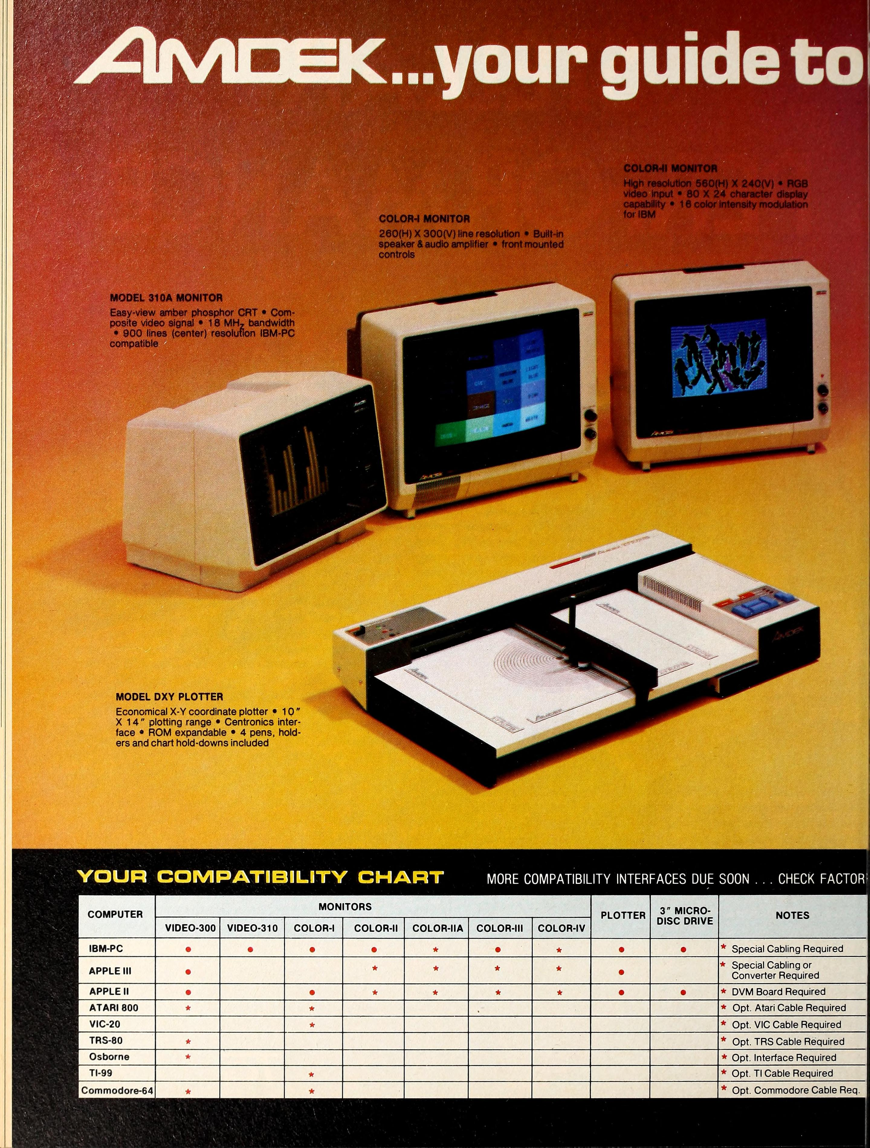 AMDEK...your guide to
COLOR-II MONITOR
High resolution 560(H) X 240(V) • RGB
video input • 80 X 24 character display
capability • 16 color intensity modulation
for IBM
COLOR-I MONITOR
260(H) X 300(V) line resolution • Built-in
speaker & audio amplifier • front mounted
controls
MODEL 310A MONITOR
Easy-view amber phosphor CRT • Com-
posite video signal • 18 MHz bandwidth
• 900 lines (center) resolution IBM-PC
compatible
AMDEK
AMDEK
AMDEK
MODEL DXY PLOTTER
Economical X-Y coordinate plotter • 10"
X 14" plotting range • Centronics inter-
face • ROM expandable • 4 pens, hold-
ers and chart hold-downs included
YOUR COMPATIBILITY CHART MORE COMPATIBILITY INTERFACES DUE SOON . . . CHECK FACTOR
COMPUTER MONITORS PLOTTER 3" MICRO-
DISC DRIVE NOTES
VIDEO-300 VIDEO-310 COLOR-I COLOR-II COLOR-IIA COLOR-III COLOR-IV
IBM-PC • • • • * • * • • * Special Cabling Required
APPLE III • * * * * • * Special Cabling or
Converter Required
APPLE II • • * * * * • • * DVM Board Required
ATARI 800 * * * Opt. Atari Cable Required
VIC-20 * * Opt. VIC Cable Required
TRS-80 * * Opt. TRS Cable Required
Osborne * * Opt. Interface Required
TI-99 * * Opt. TI Cable Required
Commodore-64 * * * Opt. Commodore Cable Req.